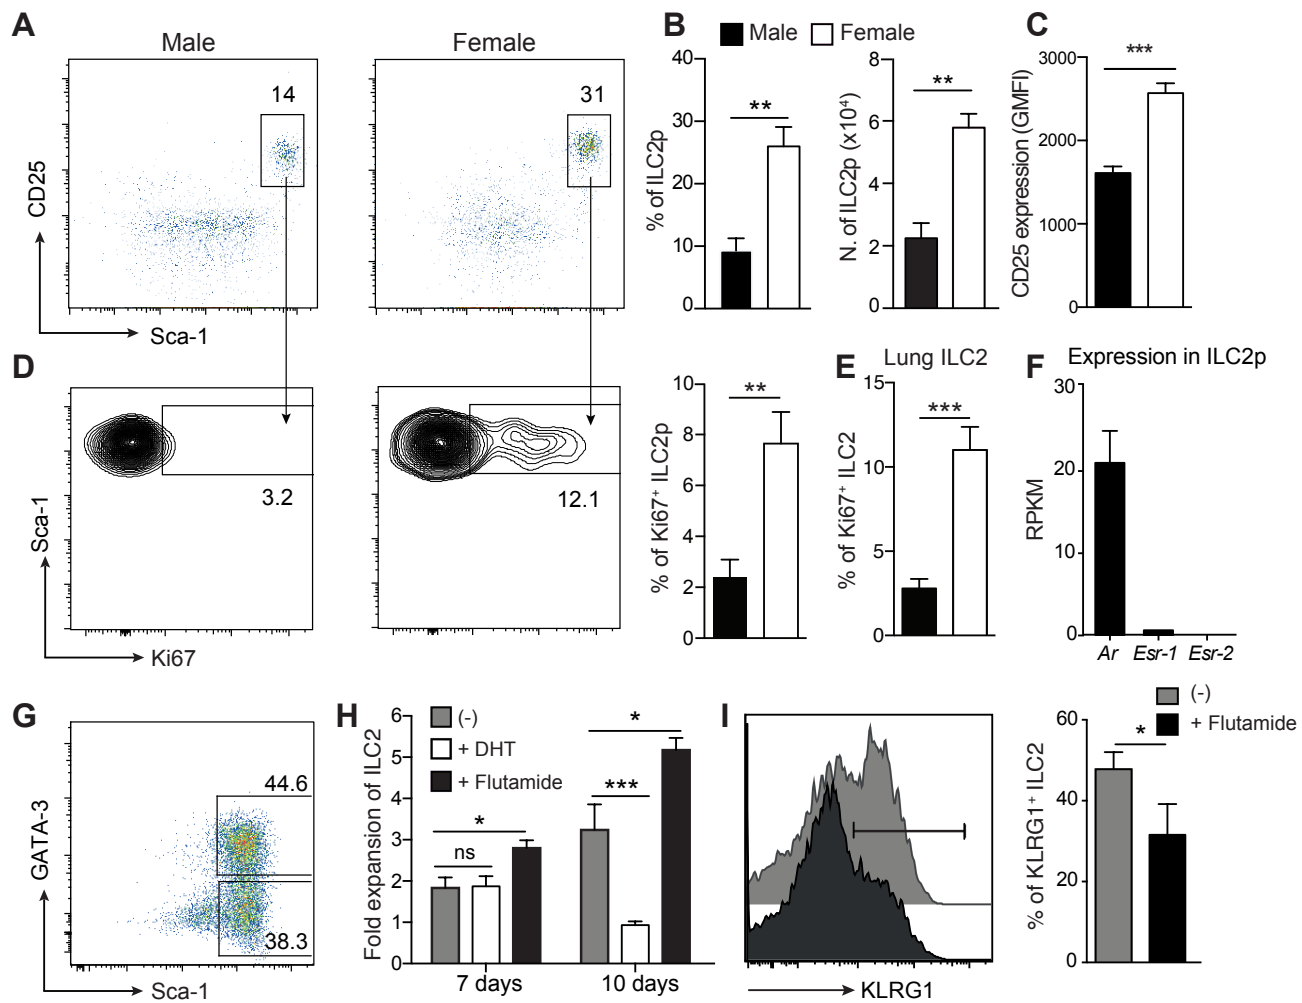 A
Male
Female
14
31
CD25
Sca-1
B
Male
Female
40
30
20
10
0
% of ILC2p
**
8
6
4
2
0
N. of ILC2p (x10⁴)
**
C
3000
2000
1000
0
CD25 expression (GMFI)
***
D
3.2
12.1
Sca-1
Ki67
10
8
6
4
2
0
% of Ki67⁺ ILC2p
**
E
Lung ILC2
15
10
5
0
% of Ki67⁺ ILC2
***
F
Expression in ILC2p
30
20
10
0
RPKM
Ar Esr-1 Esr-2
G
44.6
38.3
GATA-3
Sca-1
H
(-)
+ DHT
+ Flutamide
6
5
4
3
2
1
0
Fold expansion of ILC2
*
ns
*
***
7 days
10 days
I
KLRG1
(-)
+ Flutamide
60
40
20
0
% of KLRG1⁺ ILC2
*